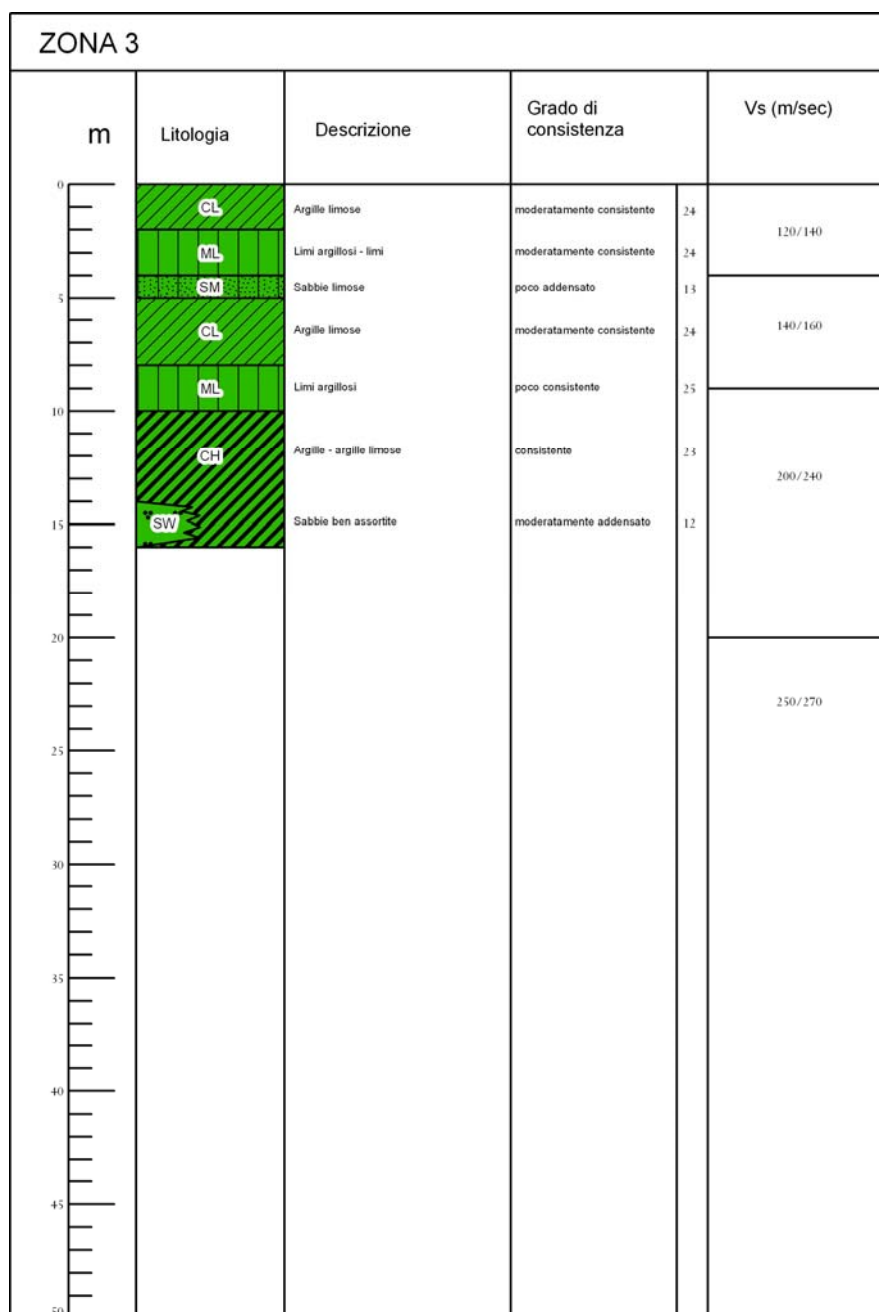 ZONA 3
m
Litologia
Descrizione
Grado di
consistenza
Vs (m/sec)
0
CL
Argille limose
moderatamente consistente
24
120/140
ML
Limi argillosi - limi
moderatamente consistente
24
SM
Sabbie limose
poco addensato
13
5
140/160
CL
Argille limose
moderatamente consistente
24
ML
Limi argillosi
poco consistente
25
10
CH
Argille - argille limose
consistente
23
200/240
15
SW
Sabbie ben assortite
moderatamente addensato
12
20
250/270
25
30
35
40
45
50